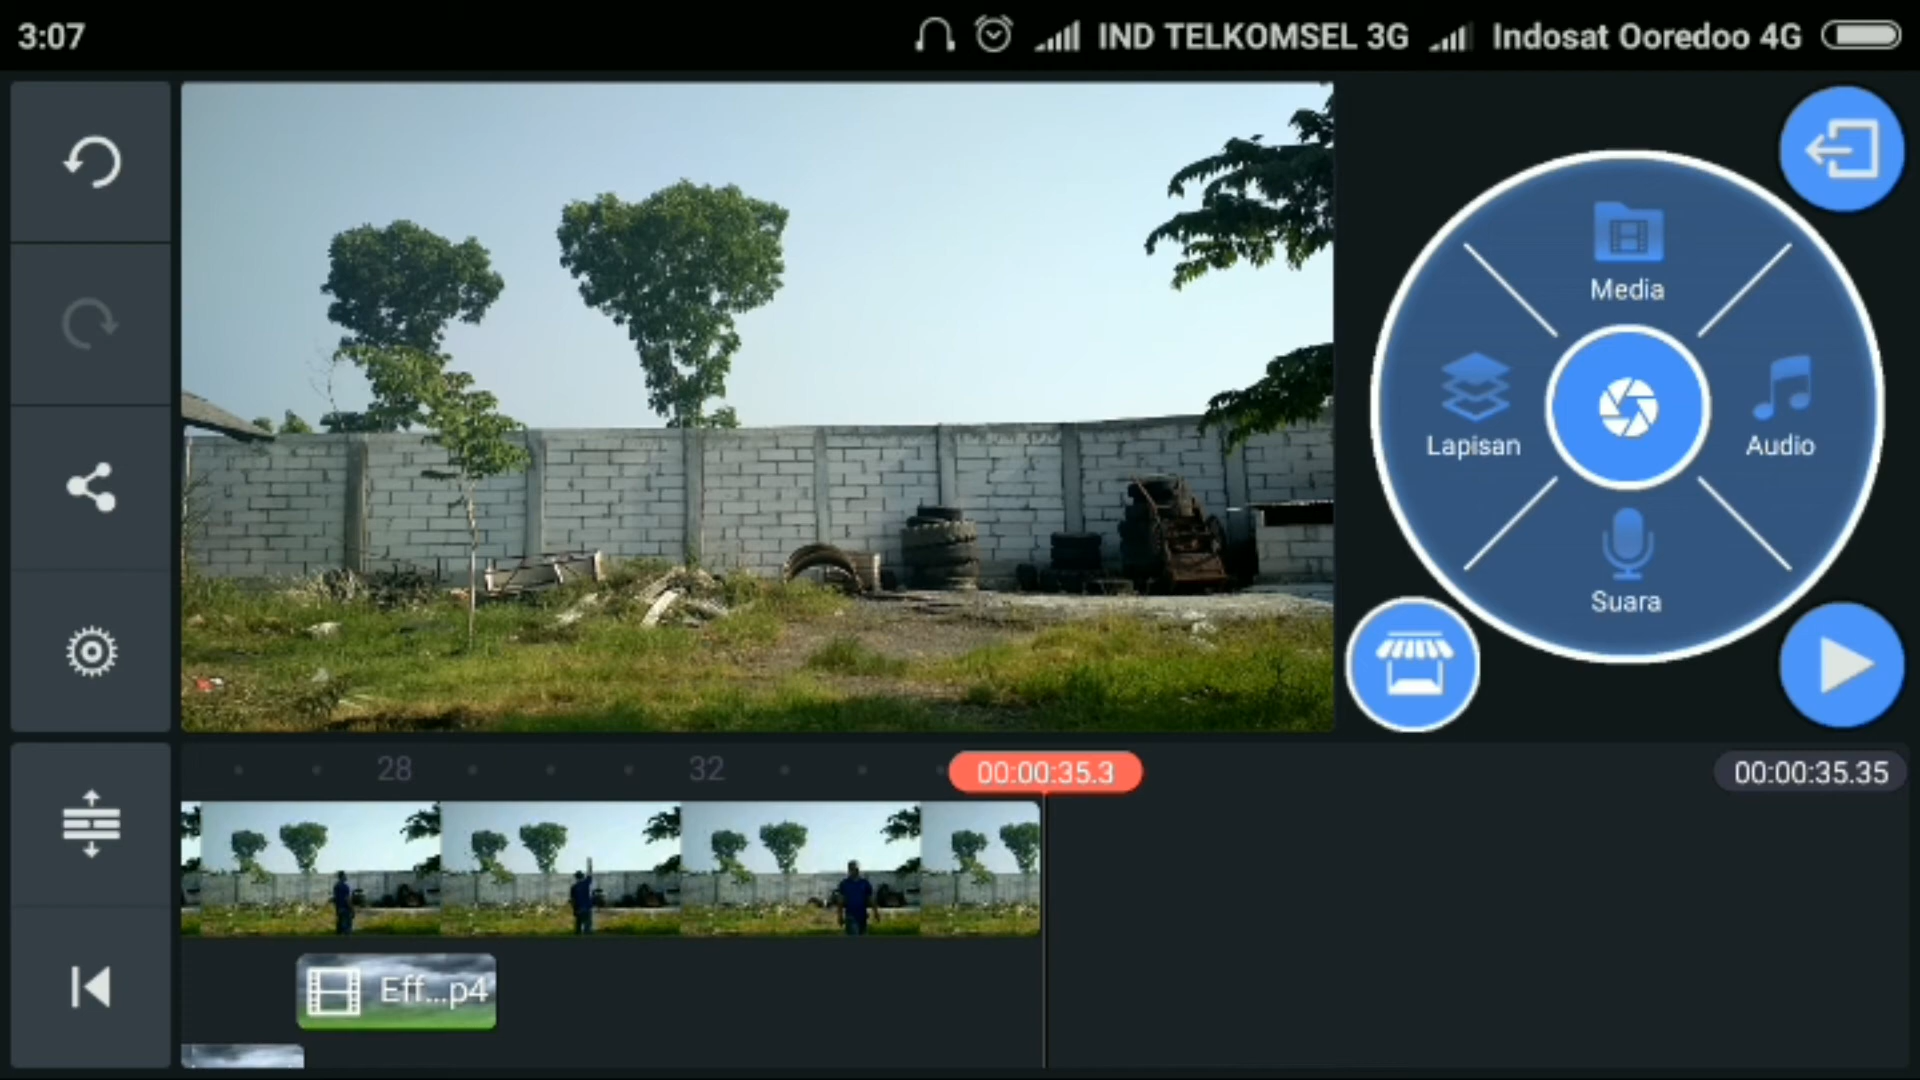 3:07
IND TELKOMSEL 3G
Indosat Ooredoo 4G
Media
Lapisan
Audio
Suara
28
32
00:00:35.3
00:00:35.35
Eff...p4